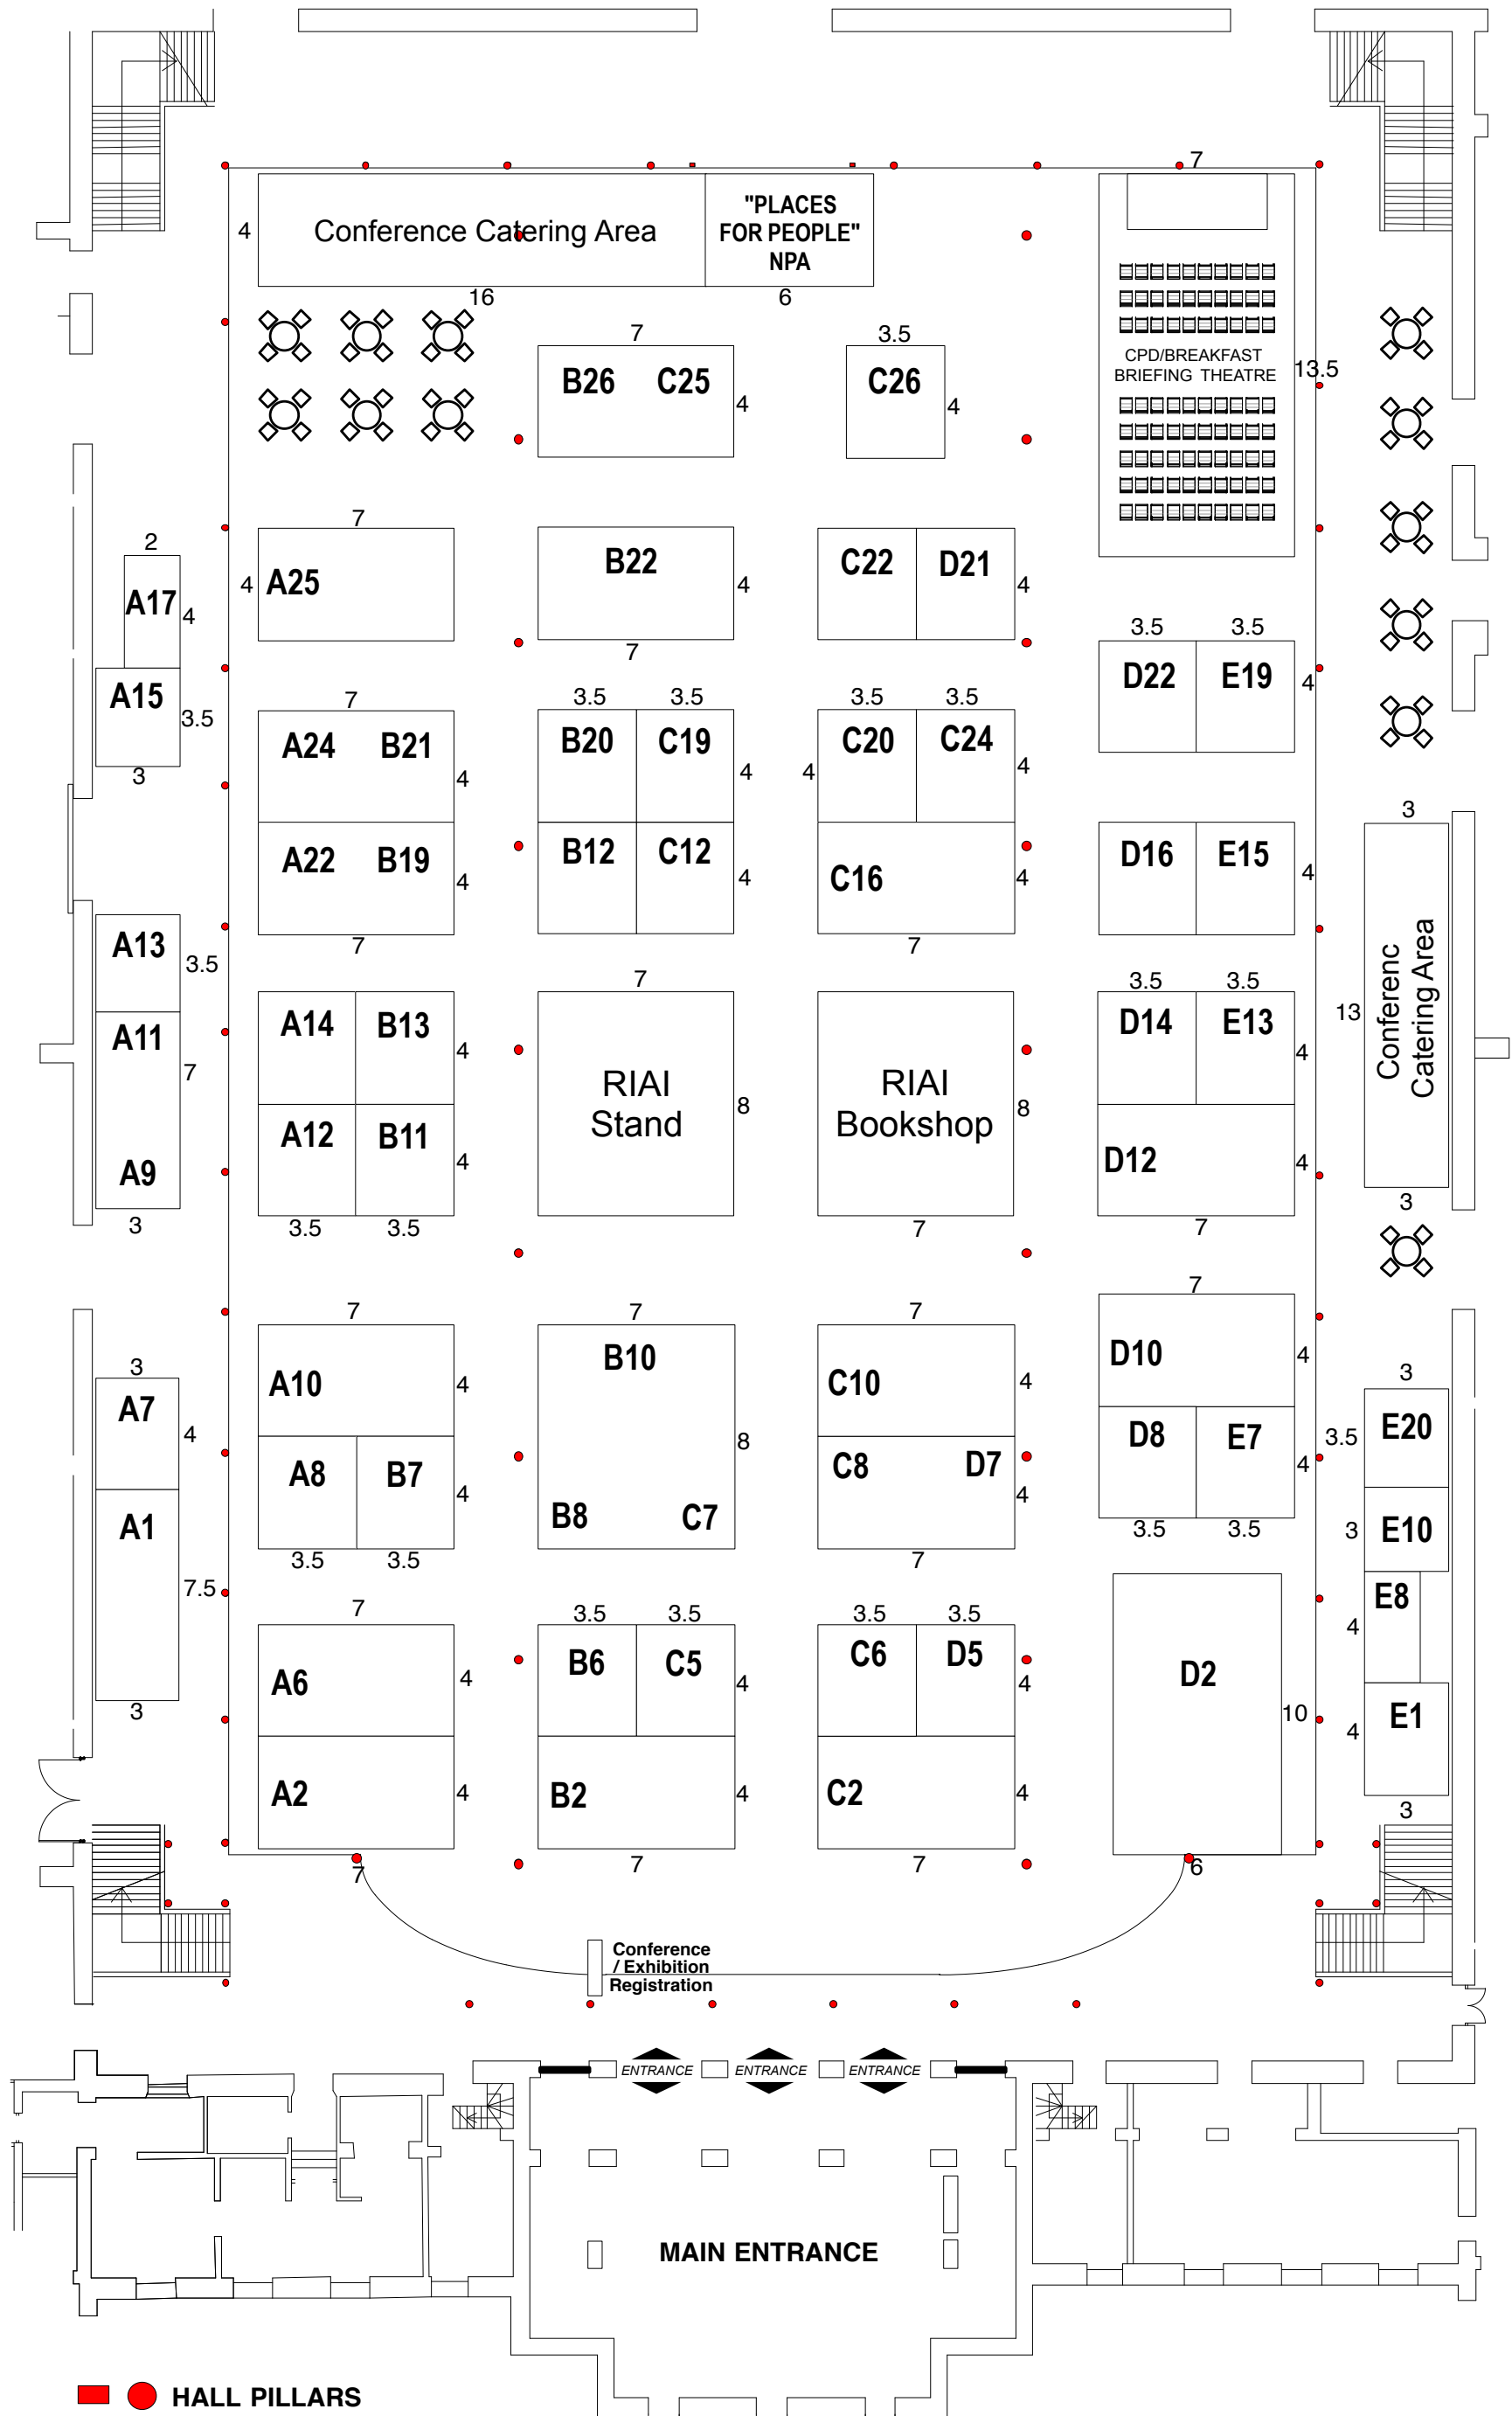 7
4
Conference Catering Area
"PLACES
FOR PEOPLE"
NPA
16
6
7
3.5
CPD/BREAKFAST
BRIEFING THEATRE
13.5
B26 C25
4
C26
4
7
2
A17
4
4
A25
B22
4
7
C22
D21
4
3.5
3.5
D22
E19
4
A15
3.5
3
7
3.5
3.5
3.5
3.5
A24 B21
4
B20
C19
4
4
C20
C24
4
3
A22 B19
4
7
B12
C12
4
C16
4
7
D16
E15
4
A13
3.5
A11
7
A9
3
7
3.5
3.5
13
Conferenc
Catering Area
3
A14
B13
4
A12
B11
4
3.5
3.5
RIAI
Stand
8
RIAI
Bookshop
8
7
D14
E13
4
D12
4
7
7
7
7
7
3
A7
4
A1
7.5
3
A10
4
A8
B7
4
3.5
3.5
B10
8
B8
C7
C10
4
C8
D7
4
7
D10
4
D8
E7
4
3.5
3.5
3
3.5
E20
3
E10
E8
4
4
E1
3
7
3.5
3.5
3.5
3.5
A6
4
B6
C5
4
C6
D5
4
D2
10
A2
4
B2
4
C2
4
7
7
7
6
Conference
/ Exhibition
Registration
ENTRANCE
ENTRANCE
ENTRANCE
MAIN ENTRANCE
HALL PILLARS